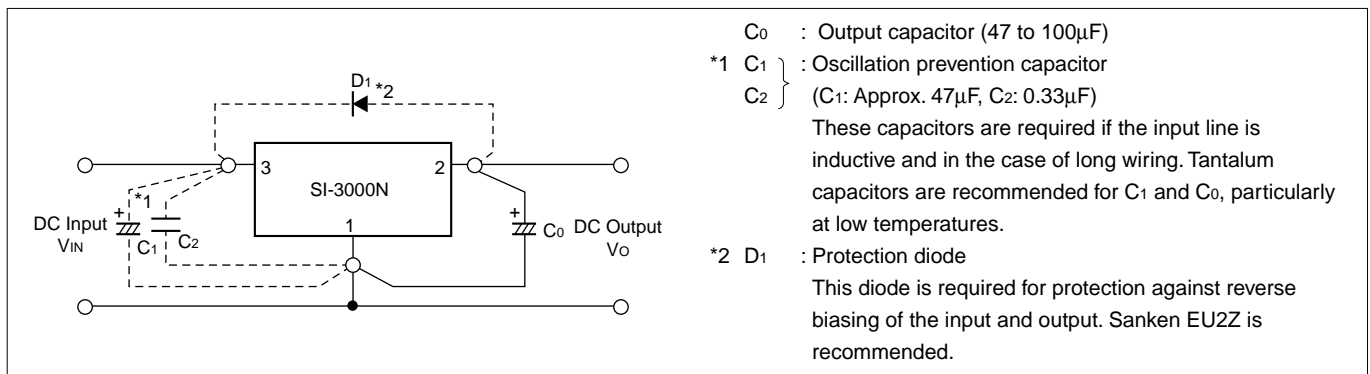 D1 *2
3
2
SI-3000N
1
*1
+
DC Input
VIN
C1
C2
+
C0
DC Output
VO
C0 : Output capacitor (47 to 100μF)
*1 C1 : Oscillation prevention capacitor
C2 (C1: Approx. 47μF, C2: 0.33μF)
These capacitors are required if the input line is
inductive and in the case of long wiring. Tantalum
capacitors are recommended for C1 and C0, particularly
at low temperatures.
*2 D1 : Protection diode
This diode is required for protection against reverse
biasing of the input and output. Sanken EU2Z is
recommended.